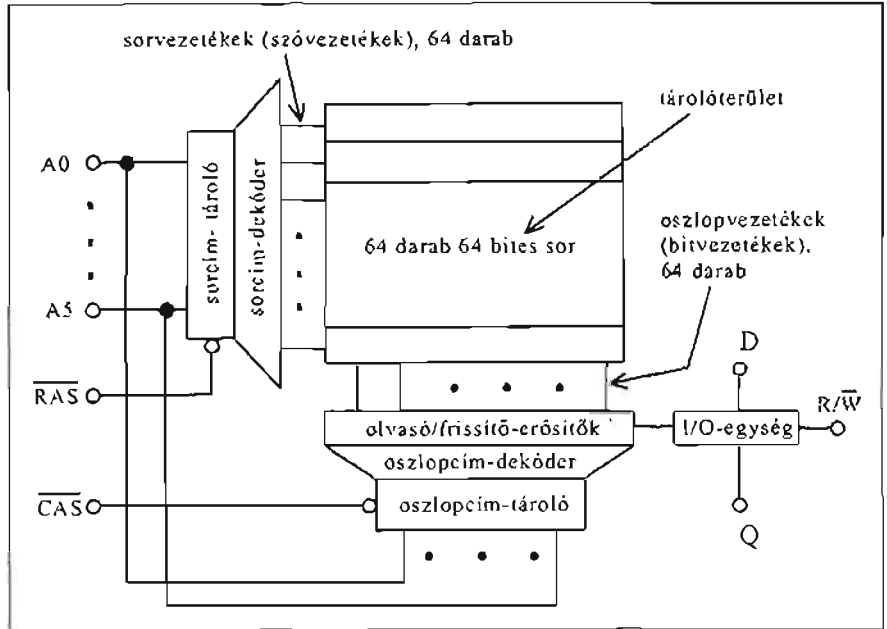 sorvezetékek (szóvezetékek), 64 darab
tárolóterület
A0
sorcím-tároló
sorcím-dekóder
64 darab 64 bites sor
oszlopvezetékek
(bitvezetékek),
64 darab
A5
D
RAS
R/W
olvasó/frissítő-erősítők
I/O-egység
oszlopcím-dekóder
CAS
oszlopcím-tároló
Q